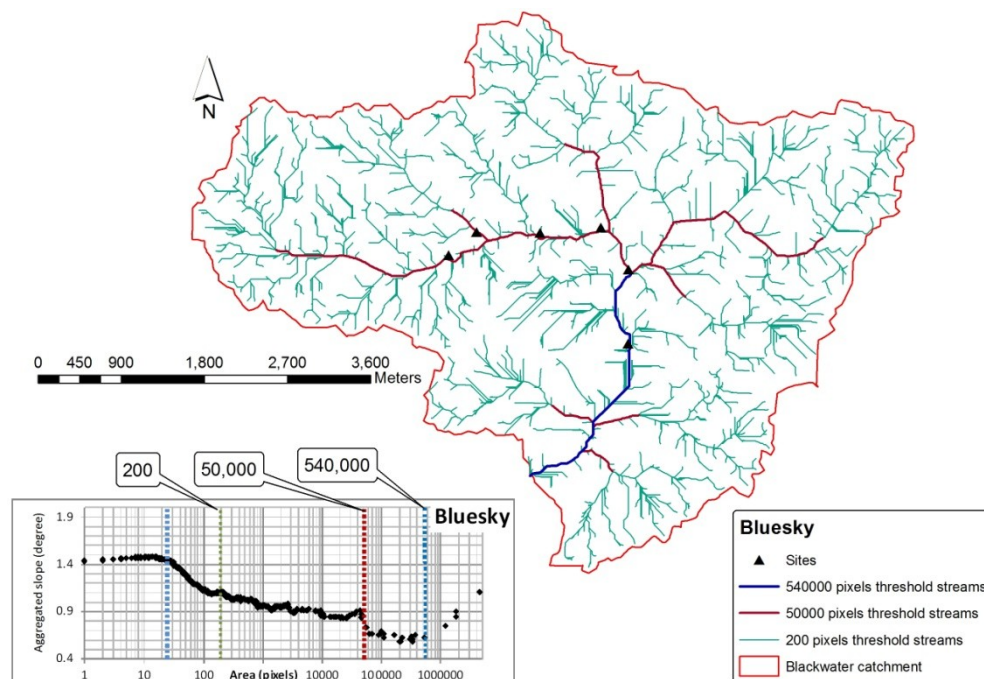 N
0 450 900 1,800 2,700 3,600
Meters
200 50,000 540,000
Bluesky
Aggregated slope (degree)
1.9
1.4
0.9
0.4
1 10 100 10000 100000 1000000
Area (pixels)
Bluesky
Sites
540000 pixels threshold streams
50000 pixels threshold streams
200 pixels threshold streams
Blackwater catchment